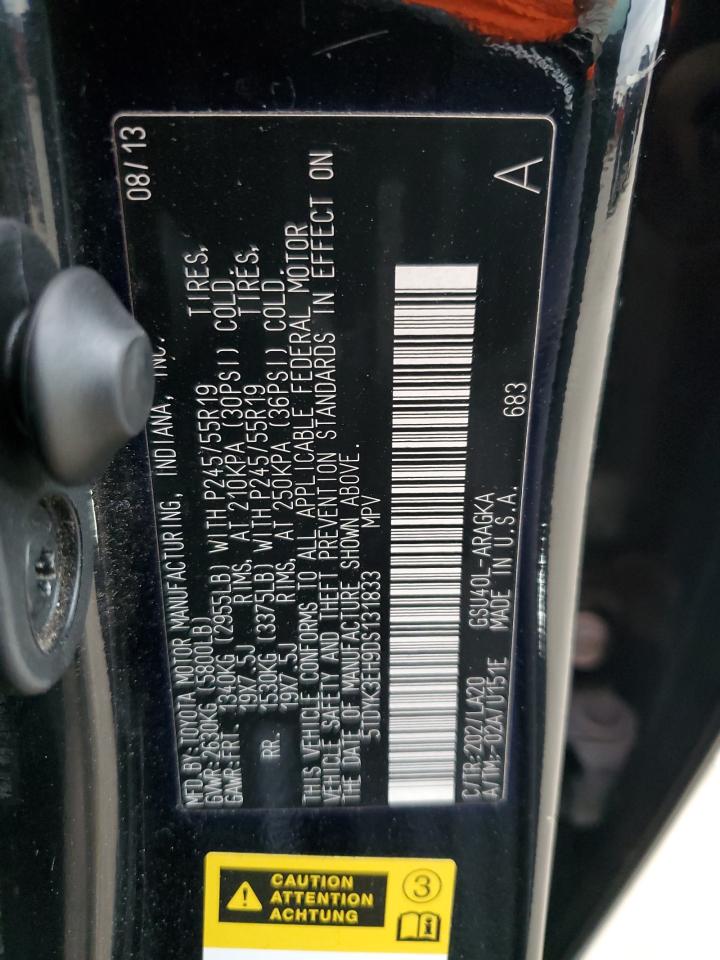 08/13
MFD BY: TOYOTA MOTOR MANUFACTURING, INDIANA, INC.
GVWR: 2630KG (5800LB)
GAWR: FRT. 1340KG (2955LB) WITH P245/55R19 TIRES,
19X7.5J RIMS, AT 210KPA (30PSI) COLD
RR. 1530KG (3375LB) WITH P245/55R19 TIRES,
19X7.5J RIMS, AT 250KPA (36PSI) COLD.
THIS VEHICLE CONFORMS TO ALL APPLICABLE FEDERAL MOTOR
VEHICLE SAFETY AND THEFT PREVENTION STANDARDS IN EFFECT ON
THE DATE OF MANUFACTURE SHOWN ABOVE.
5TDYK3EH9DS131833 MPV
C/TR: 202/LA20 GSU40L-ARAGKA 683
A/TM: -02A/U151E MADE IN U.S.A.
A
CAUTION
ATTENTION
ACHTUNG
3